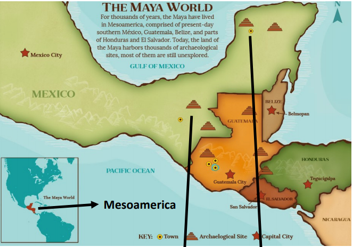 THE MAYA WORLD
For thousands of years, the Maya have lived
in Mesoamerica, comprised of present-day
southern México, Guatemala, Belize, and parts
of Honduras and El Salvador. Today, the land of
the Maya harbors thousands of archaeological
sites, most of them are still unexplored.
N
GULF OF MEXICO
Mexico City
MEXICO
BELIZE
Belmopan
GUATEMALA
HONDURAS
PACIFIC OCEAN
Guatemala City
Tegucigalpa
EL SALVADOR
San Salvador
NICARAGUA
The Maya World
Mesoamerica
KEY: Town Archaeological Site Capital City